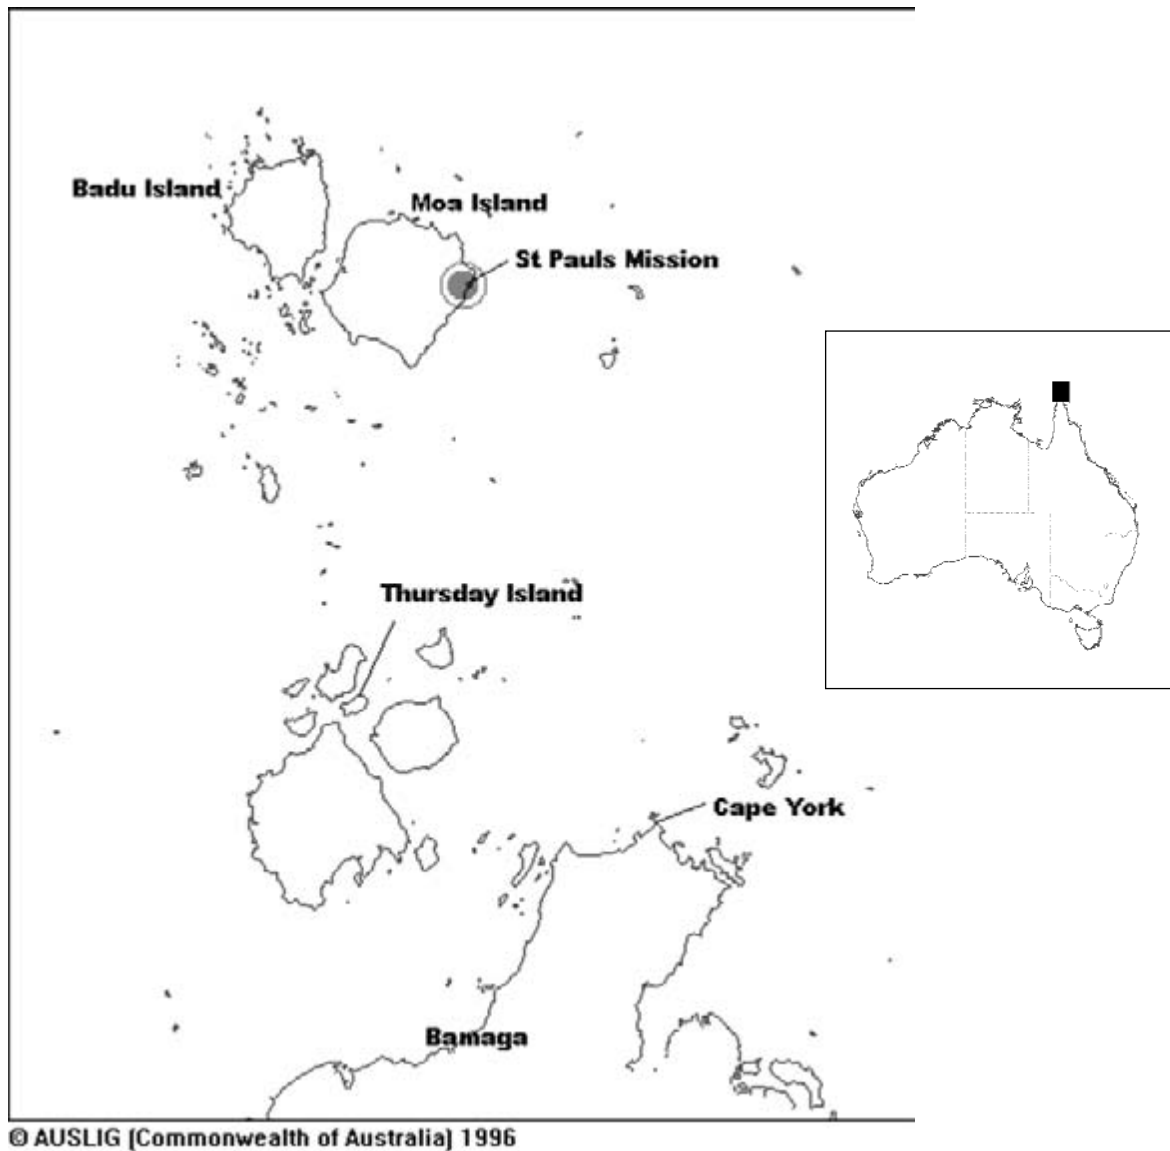 Badu Island
Moa Island
St Pauls Mission
Thursday Island
Cape York
Bamaga
© AUSLIG (Commonwealth of Australia) 1996